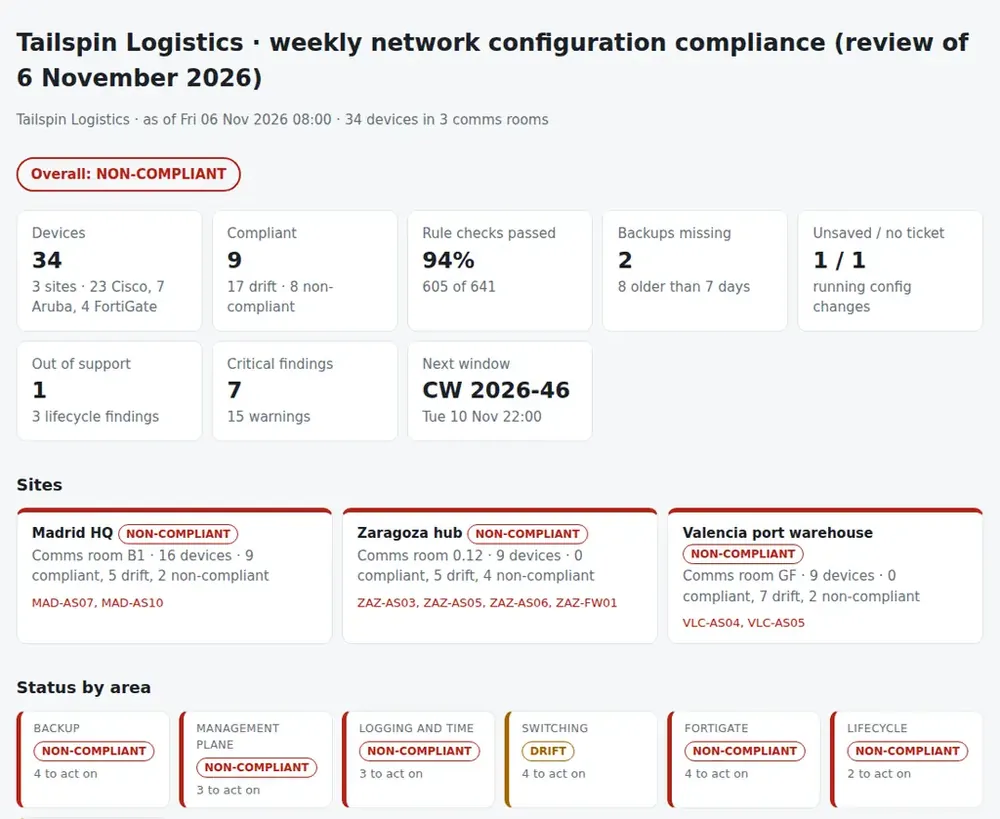 Tailspin Logistics · weekly network configuration compliance (review of
6 November 2026)
Tailspin Logistics · as of Fri 06 Nov 2026 08:00 · 34 devices in 3 comms rooms
Overall: NON-COMPLIANT
Devices
34
3 sites · 23 Cisco, 7
Aruba, 4 FortiGate
Compliant
9
17 drift · 8 non-
compliant
Rule checks passed
94%
605 of 641
Backups missing
2
8 older than 7 days
Unsaved / no ticket
1 / 1
running config
changes
Out of support
1
3 lifecycle findings
Critical findings
7
15 warnings
Next window
CW 2026-46
Tue 10 Nov 22:00
Sites
Madrid HQ NON-COMPLIANT
Comms room B1 · 16 devices · 9
compliant, 5 drift, 2 non-compliant
MAD-AS07, MAD-AS10
Zaragoza hub NON-COMPLIANT
Comms room 0.12 · 9 devices · 0
compliant, 5 drift, 4 non-compliant
ZAZ-AS03, ZAZ-AS05, ZAZ-AS06, ZAZ-FW01
Valencia port warehouse
NON-COMPLIANT
Comms room GF · 9 devices · 0
compliant, 7 drift, 2 non-compliant
VLC-AS04, VLC-AS05
Status by area
BACKUP
NON-COMPLIANT
4 to act on
MANAGEMENT
PLANE
NON-COMPLIANT
3 to act on
LOGGING AND TIME
NON-COMPLIANT
3 to act on
SWITCHING
DRIFT
4 to act on
FORTIGATE
NON-COMPLIANT
4 to act on
LIFECYCLE
NON-COMPLIANT
2 to act on